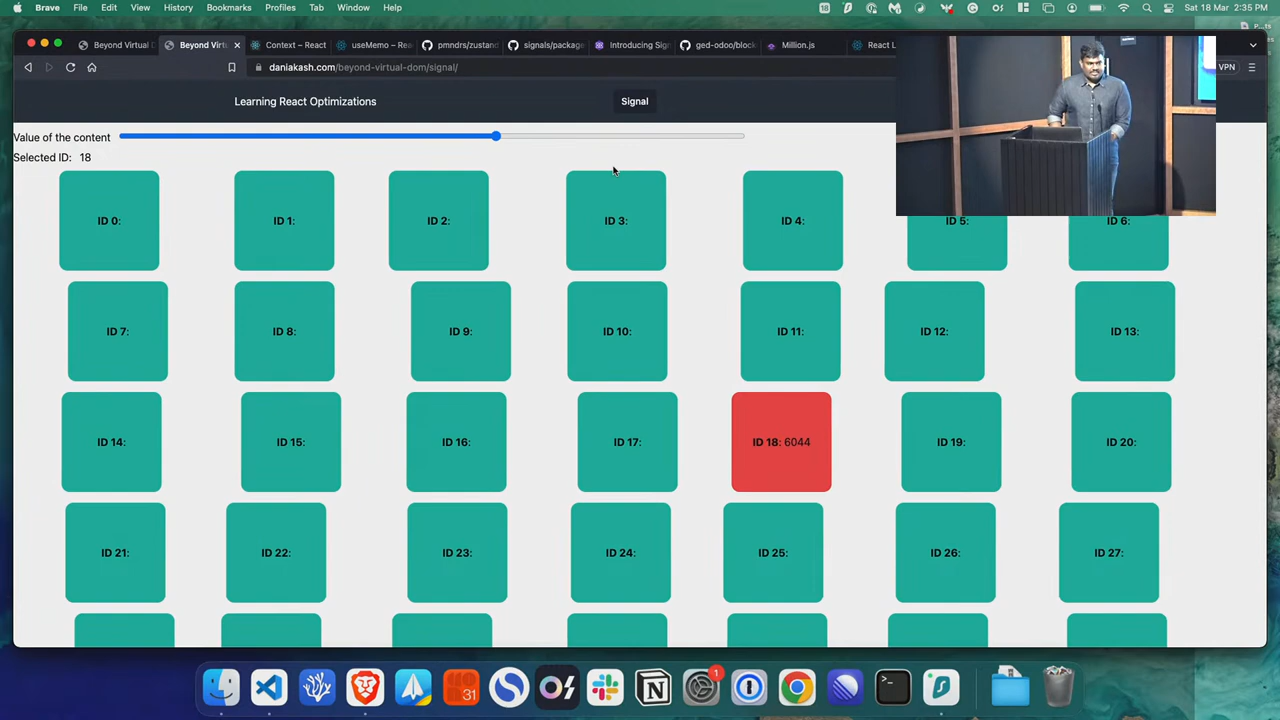 Brave File Edit View History Bookmarks Profiles Tab Window Help
18 Sat 18 Mar 2:35 PM
Beyond Virtual
Beyond Virtu
Context – React
useMemo – Rea
pmndrs/zustand
signals/package
Introducing Sign
ged-odoo/block
Million.js
React L
daniakash.com/beyond-virtual-dom/signal/
VPN
Learning React Optimizations
Signal
Value of the content
Selected ID: 18
ID 0: ID 1: ID 2: ID 3: ID 4: ID 5: ID 6:
ID 7: ID 8: ID 9: ID 10: ID 11: ID 12: ID 13:
ID 14: ID 15: ID 16: ID 17: ID 18: 6044 ID 19: ID 20:
ID 21: ID 22: ID 23: ID 24: ID 25: ID 26: ID 27:
31
1